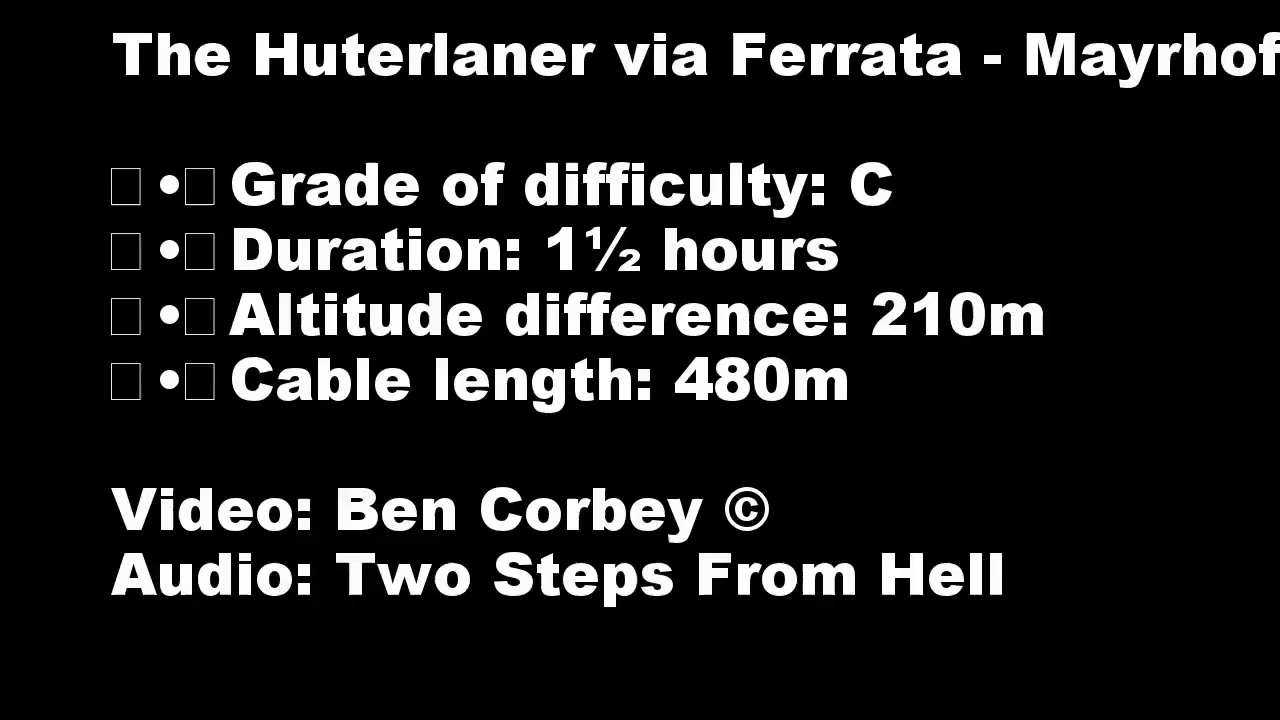 The Huterlaner via Ferrata - Mayrhof
□ •□ Grade of difficulty: C
□ •□ Duration: 1½ hours
□ •□ Altitude difference: 210m
□ •□ Cable length: 480m
Video: Ben Corbey ©
Audio: Two Steps From Hell